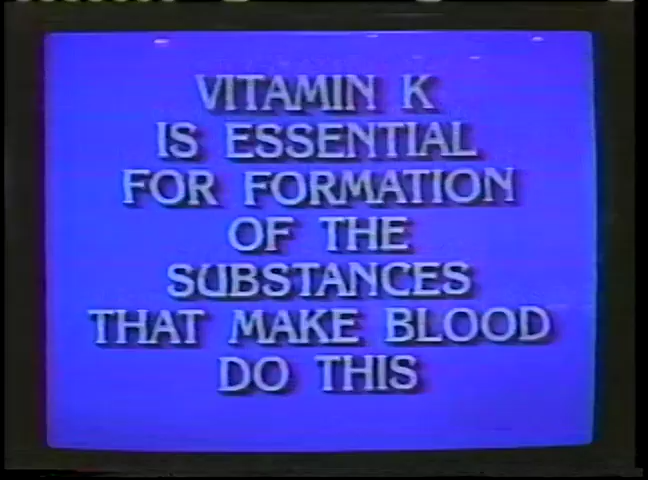 VITAMIN K
IS ESSENTIAL
FOR FORMATION
OF THE
SUBSTANCES
THAT MAKE BLOOD
DO THIS